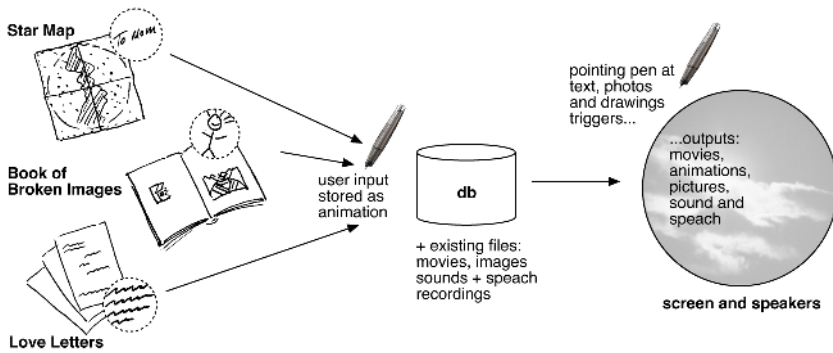 Star Map
To Mom
Book of
Broken Images
Love Letters
user input
stored as
animation
db
+ existing files:
movies, images
sounds + speach
recordings
pointing pen at
text, photos
and drawings
triggers...
...outputs:
movies,
animations,
pictures,
sound and
speach
screen and speakers